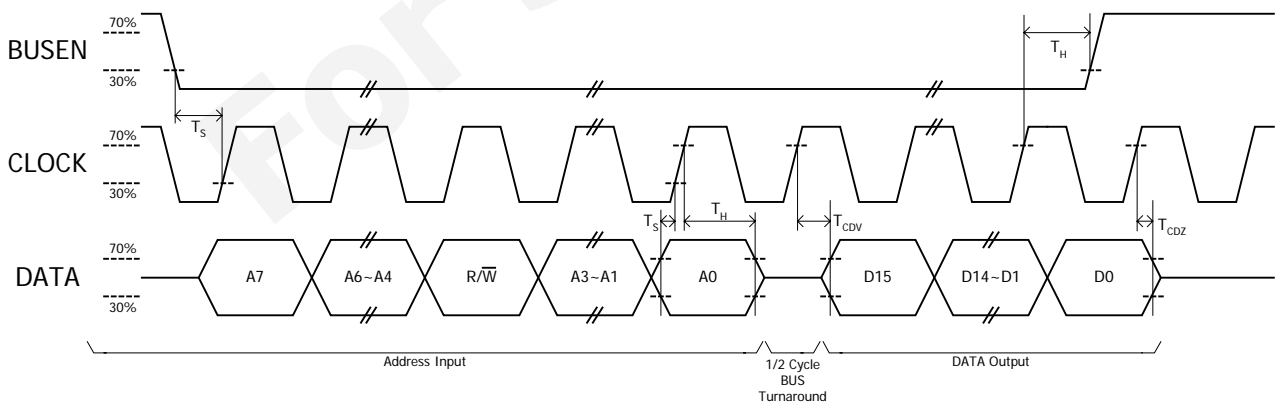 For
70%
BUSEN
30%
T_H
T_S
70%
CLOCK
30%
T_S
T_H
T_CDV
T_CDZ
70%
DATA
30%
A7
A6~A4
R/W̅
A3~A1
A0
D15
D14~D1
D0
Address Input
1/2 Cycle
BUS
Turnaround
DATA Output